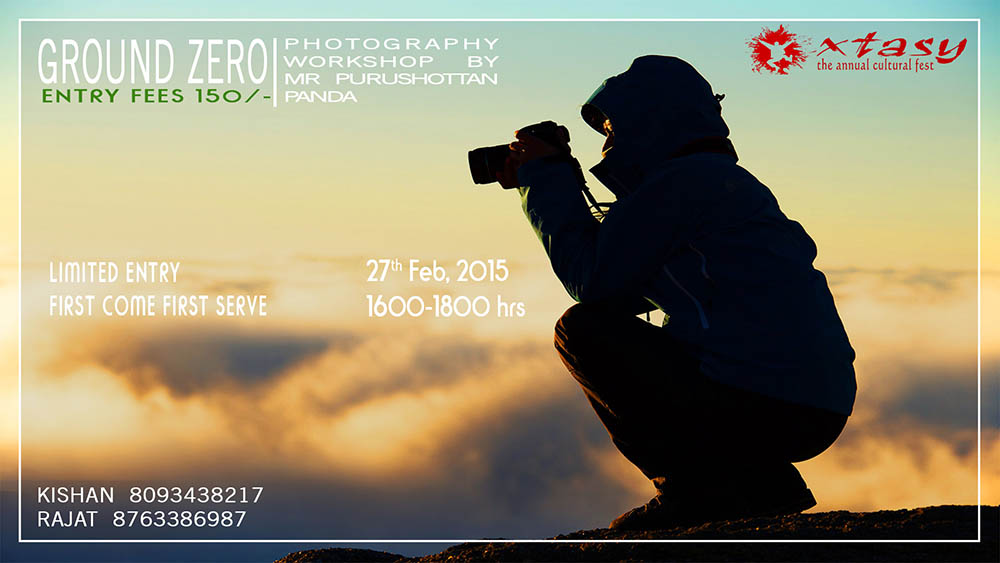 GROUND ZERO
ENTRY FEES 150/-
PHOTOGRAPHY
WORKSHOP BY
MR PURUSHOTTAN
PANDA
xtasy
the annual cultural fest
LIMITED ENTRY
FIRST COME FIRST SERVE
27th Feb, 2015
1600-1800 hrs
KISHAN 8093438217
RAJAT 8763386987